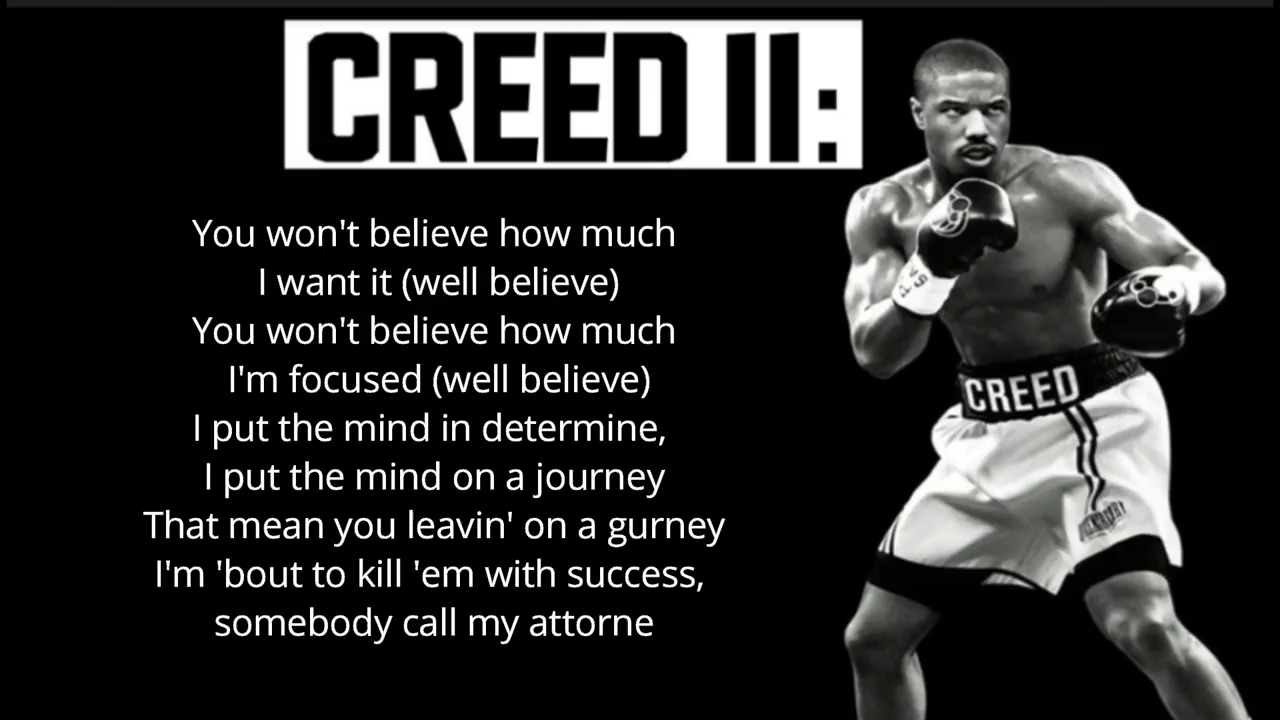 CREED II:
You won't believe how much
I want it (well believe)
You won't believe how much
I'm focused (well believe)
I put the mind in determine,
I put the mind on a journey
That mean you leavin' on a gurney
I'm 'bout to kill 'em with success,
somebody call my attorne
CREED